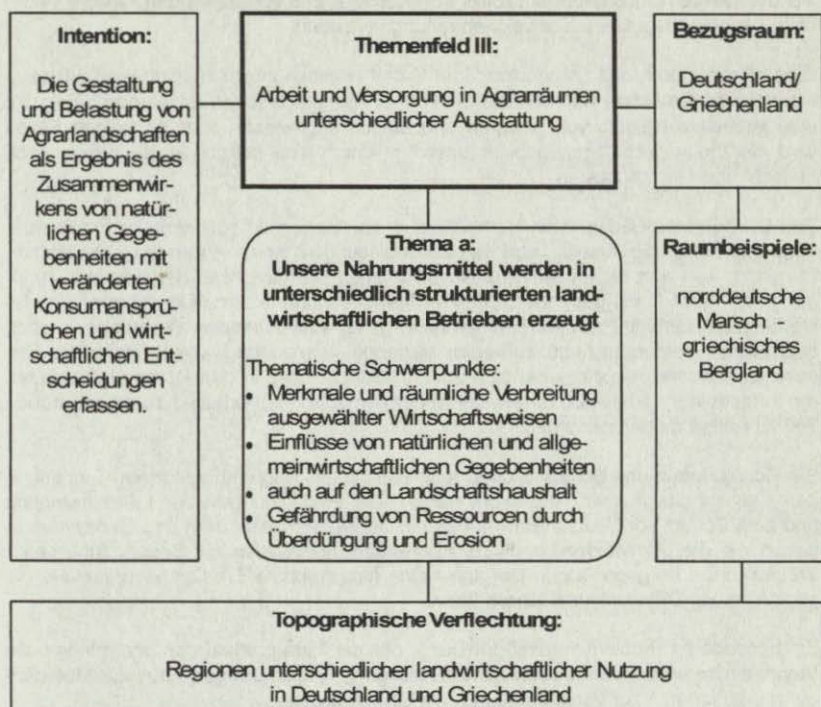 Intention:
Die Gestaltung
und Belastung von
Agrarlandschaften
als Ergebnis des
Zusammenwir-
kens von natür-
lichen Gege-
benheiten mit
veränderten"
Konsumansprü-
chen und wirt-
schaftlichen Ent-
scheidungen
erfassen.
Themenfeld III:
Arbeit und Versorgung in Agrarräumen
unterschiedlicher Ausstattung
Bezugsraum:
Deutschland/
Griechenland
Thema a:
Unsere Nahrungsmittel werden in
unterschiedlich strukturierten land-
wirtschaftlichen Betrieben erzeugt
Thematische Schwerpunkte:
• Merkmale und räumliche Verbreitung
ausgewählter Wirtschaftsweisen
• Einflüsse von natürlichen und allge-
meinwirtschaftlichen Gegebenheiten
• auch auf den Landschaftshaushalt
• Gefährdung von Ressourcen durch
Überdüngung und Erosion
Raumbeispiele:
norddeutsche
Marsch
griechisches
Bergland
Topographische Verflechtung:
Regionen unterschiedlicher landwirtschaftlicher Nutzung
in Deutschland und Griechenland